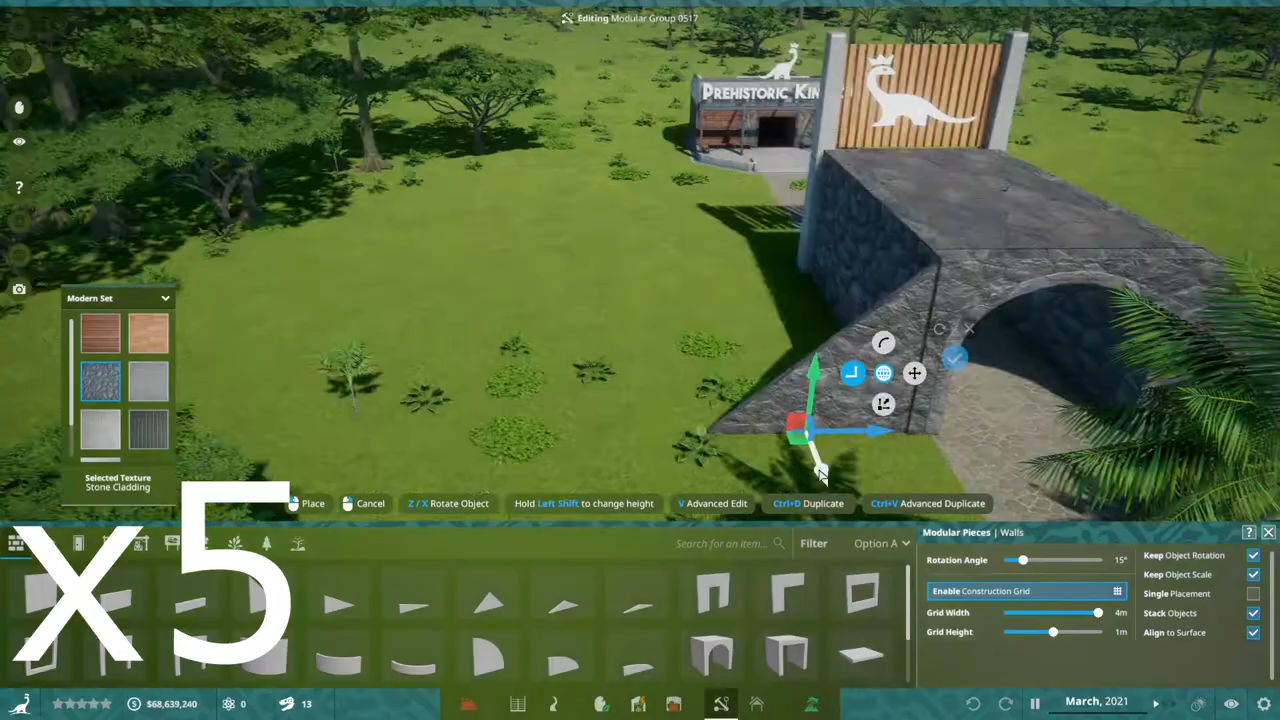 Editing Modular Group 0517
PREHISTORIC KIN
?
Modern Set
Selected Texture
Stone Cladding
Place
Cancel
Z / X Rotate Object
Hold Left Shift to change height
V Advanced Edit
Ctrl+D Duplicate
Ctrl+V Advanced Duplicate
x5
Search for an item...
Filter
Option A
Modular Pieces | Walls
?
Rotation Angle
15°
Enable Construction Grid
Grid Width
4m
Grid Height
1m
Keep Object Rotation
Keep Object Scale
Single Placement
Stack Objects
Align to Surface
$68,639,240
0
13
March, 2021